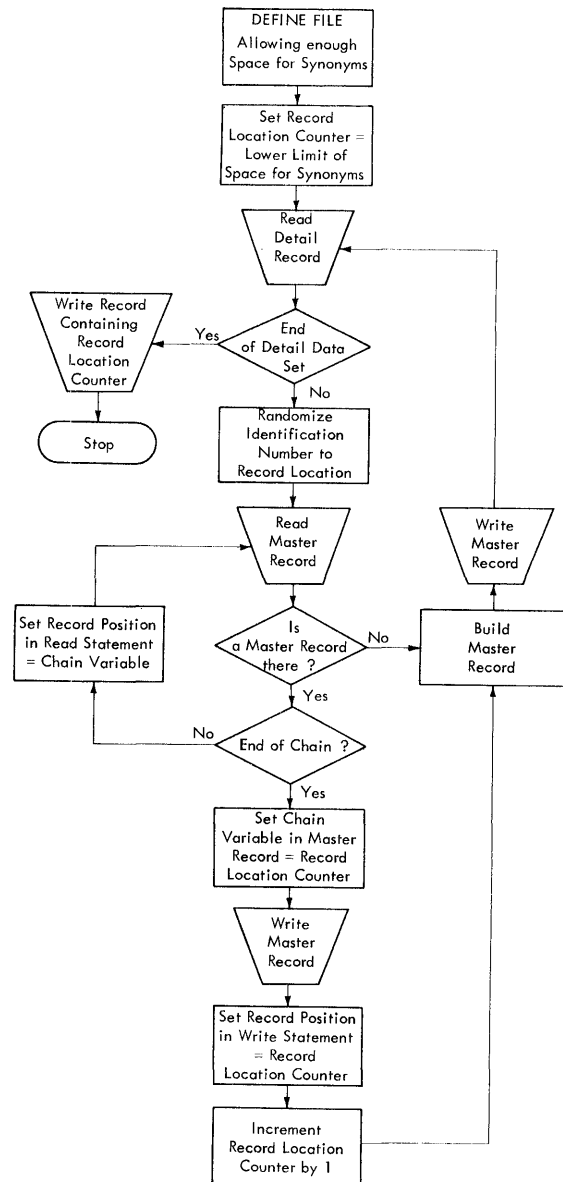 DEFINE FILE
Allowing enough
Space for Synonyms
Set Record
Location Counter =
Lower Limit of
Space for Synonyms
Read
Detail
Record
End
of Detail Data
Set
Yes
Write Record
Containing
Record
Location
Counter
Stop
No
Randomize
Identification
Number to
Record Location
Read
Master
Record
Is
a Master Record
there ?
No
Build
Master
Record
Write
Master
Record
Yes
End of Chain ?
No
Set Record Position
in Read Statement
= Chain Variable
Yes
Set Chain
Variable in Master
Record = Record
Location Counter
Write
Master
Record
Set Record Position
in Write Statement
= Record
Location Counter
Increment
Record Location
Counter by 1